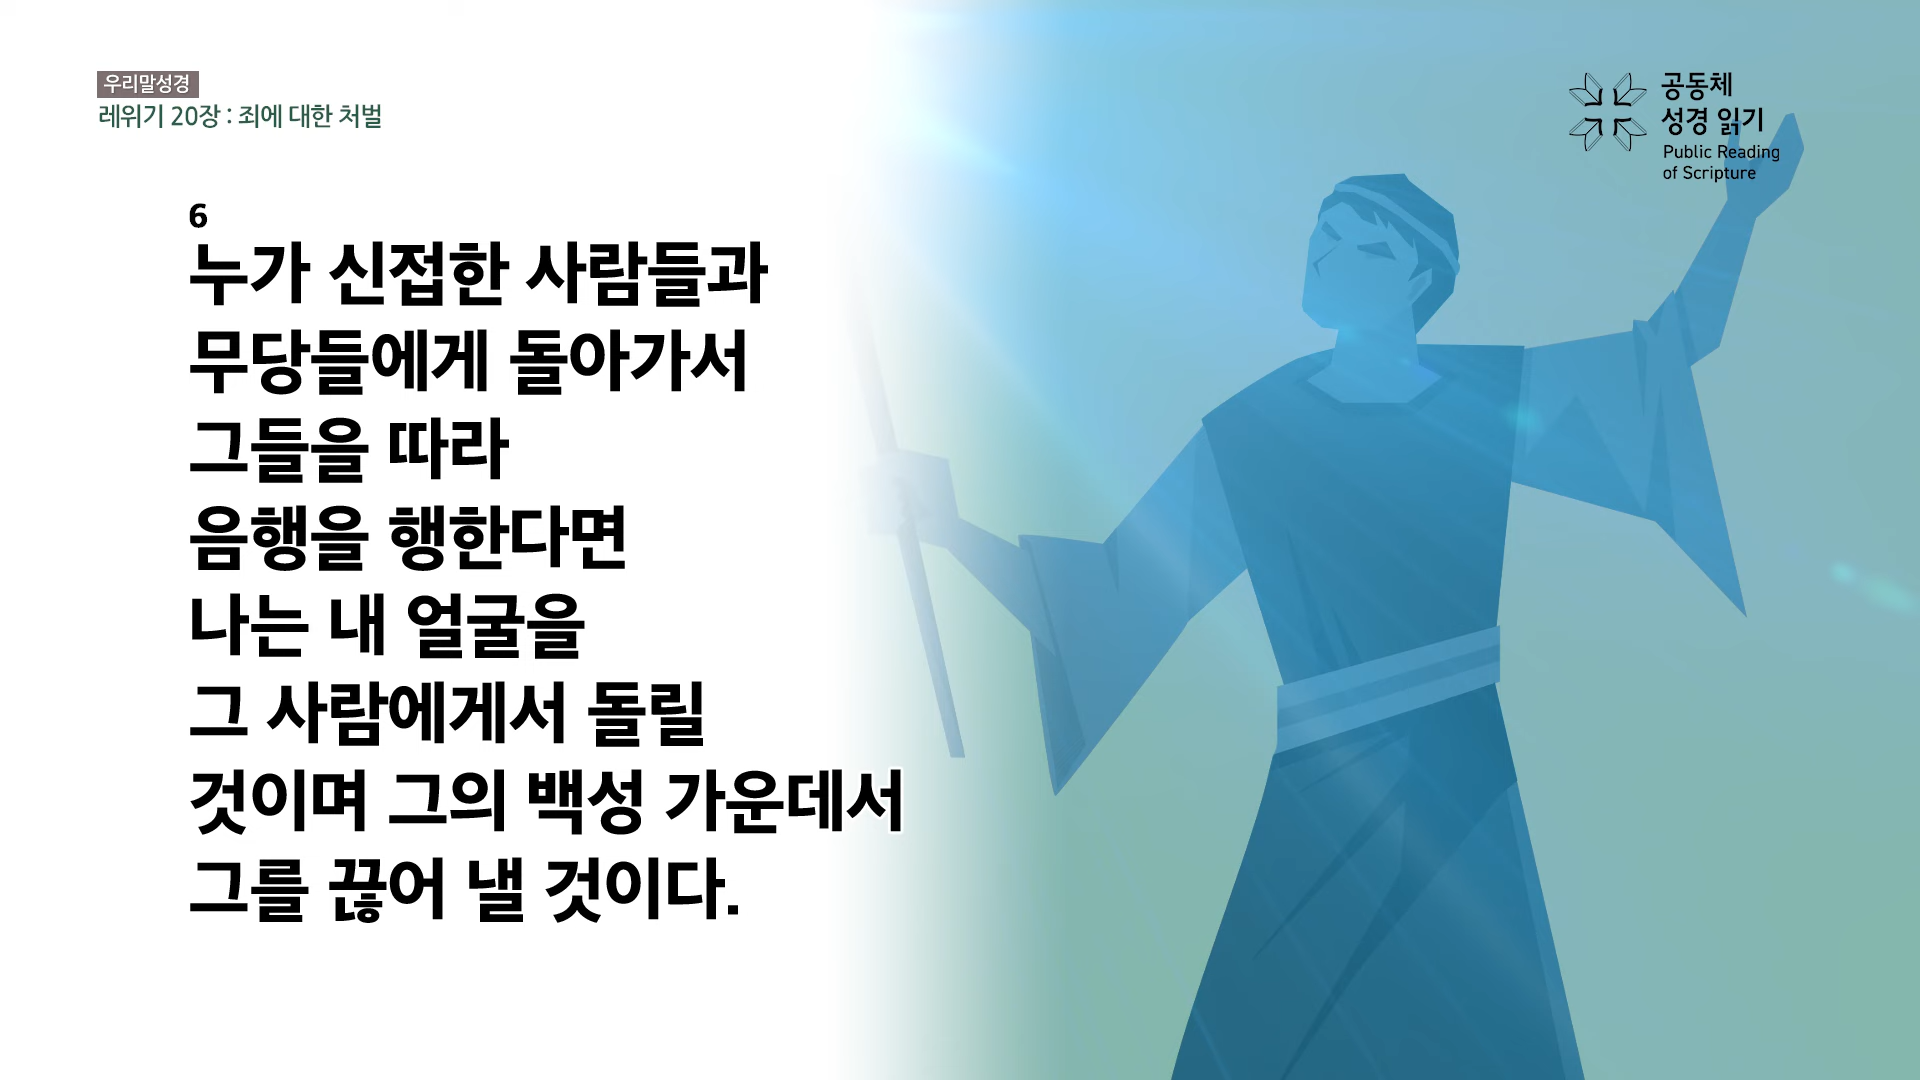 우리말성경
레위기 20장 : 죄에 대한 처벌
공동체
성경 읽기
Public Reading
of Scripture
6
누가 신접한 사람들과
무당들에게 돌아가서
그들을 따라
음행을 행한다면
나는 내 얼굴을
그 사람에게서 돌릴
것이며 그의 백성 가운데서
그를 끊어 낼 것이다.